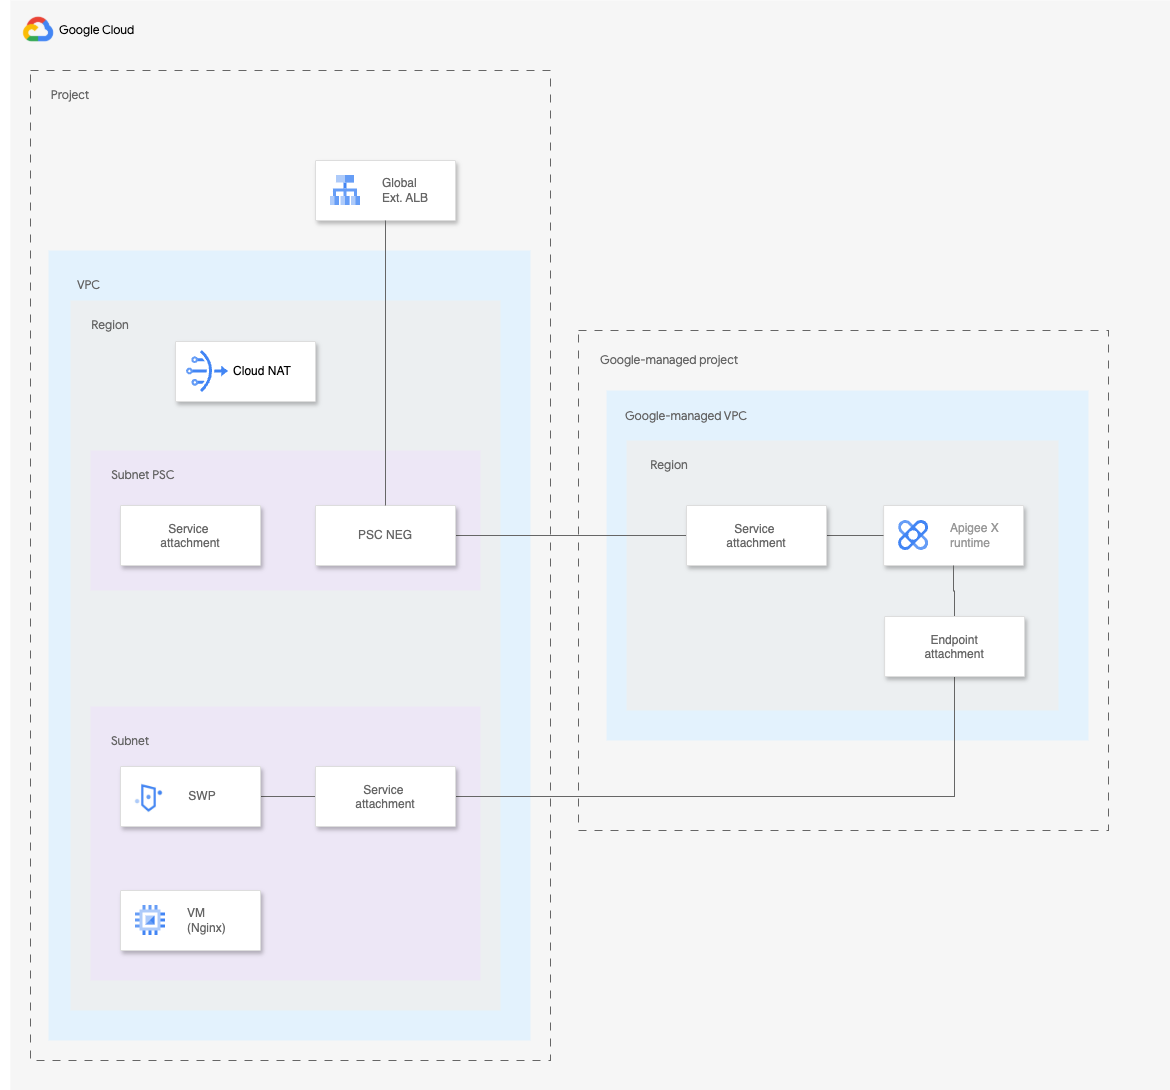 Google Cloud
Project
Global
Ext. ALB
VPC
Region
Cloud NAT
Subnet PSC
Service
attachment
PSC NEG
Subnet
SWP
Service
attachment
VM
(Nginx)
Google-managed project
Google-managed VPC
Region
Service
attachment
Apigee X
runtime
Endpoint
attachment